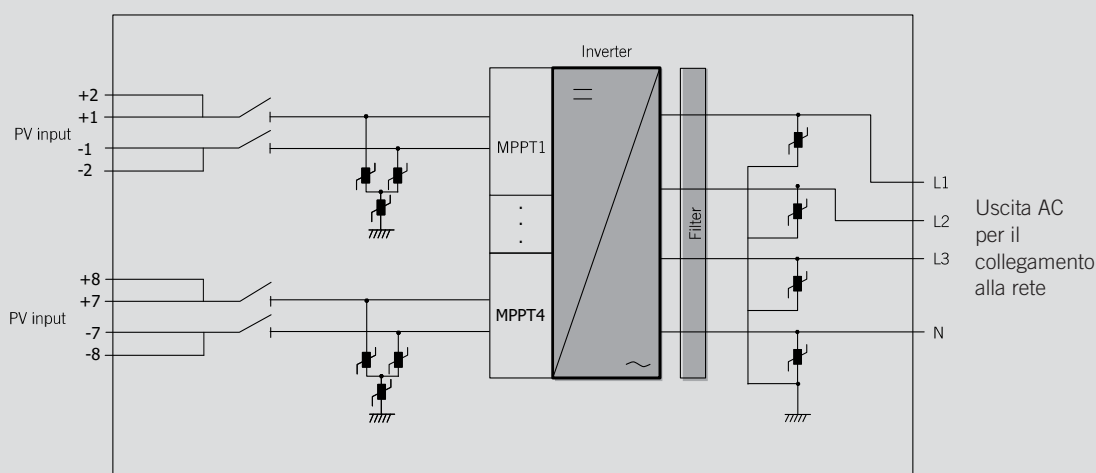 Inverter
+2
+1
PV input
-1
-2
MPPT1
L1
L2
L3
N
Uscita AC
per il
collegamento
alla rete
Filter
+8
+7
PV input
-7
-8
MPPT4